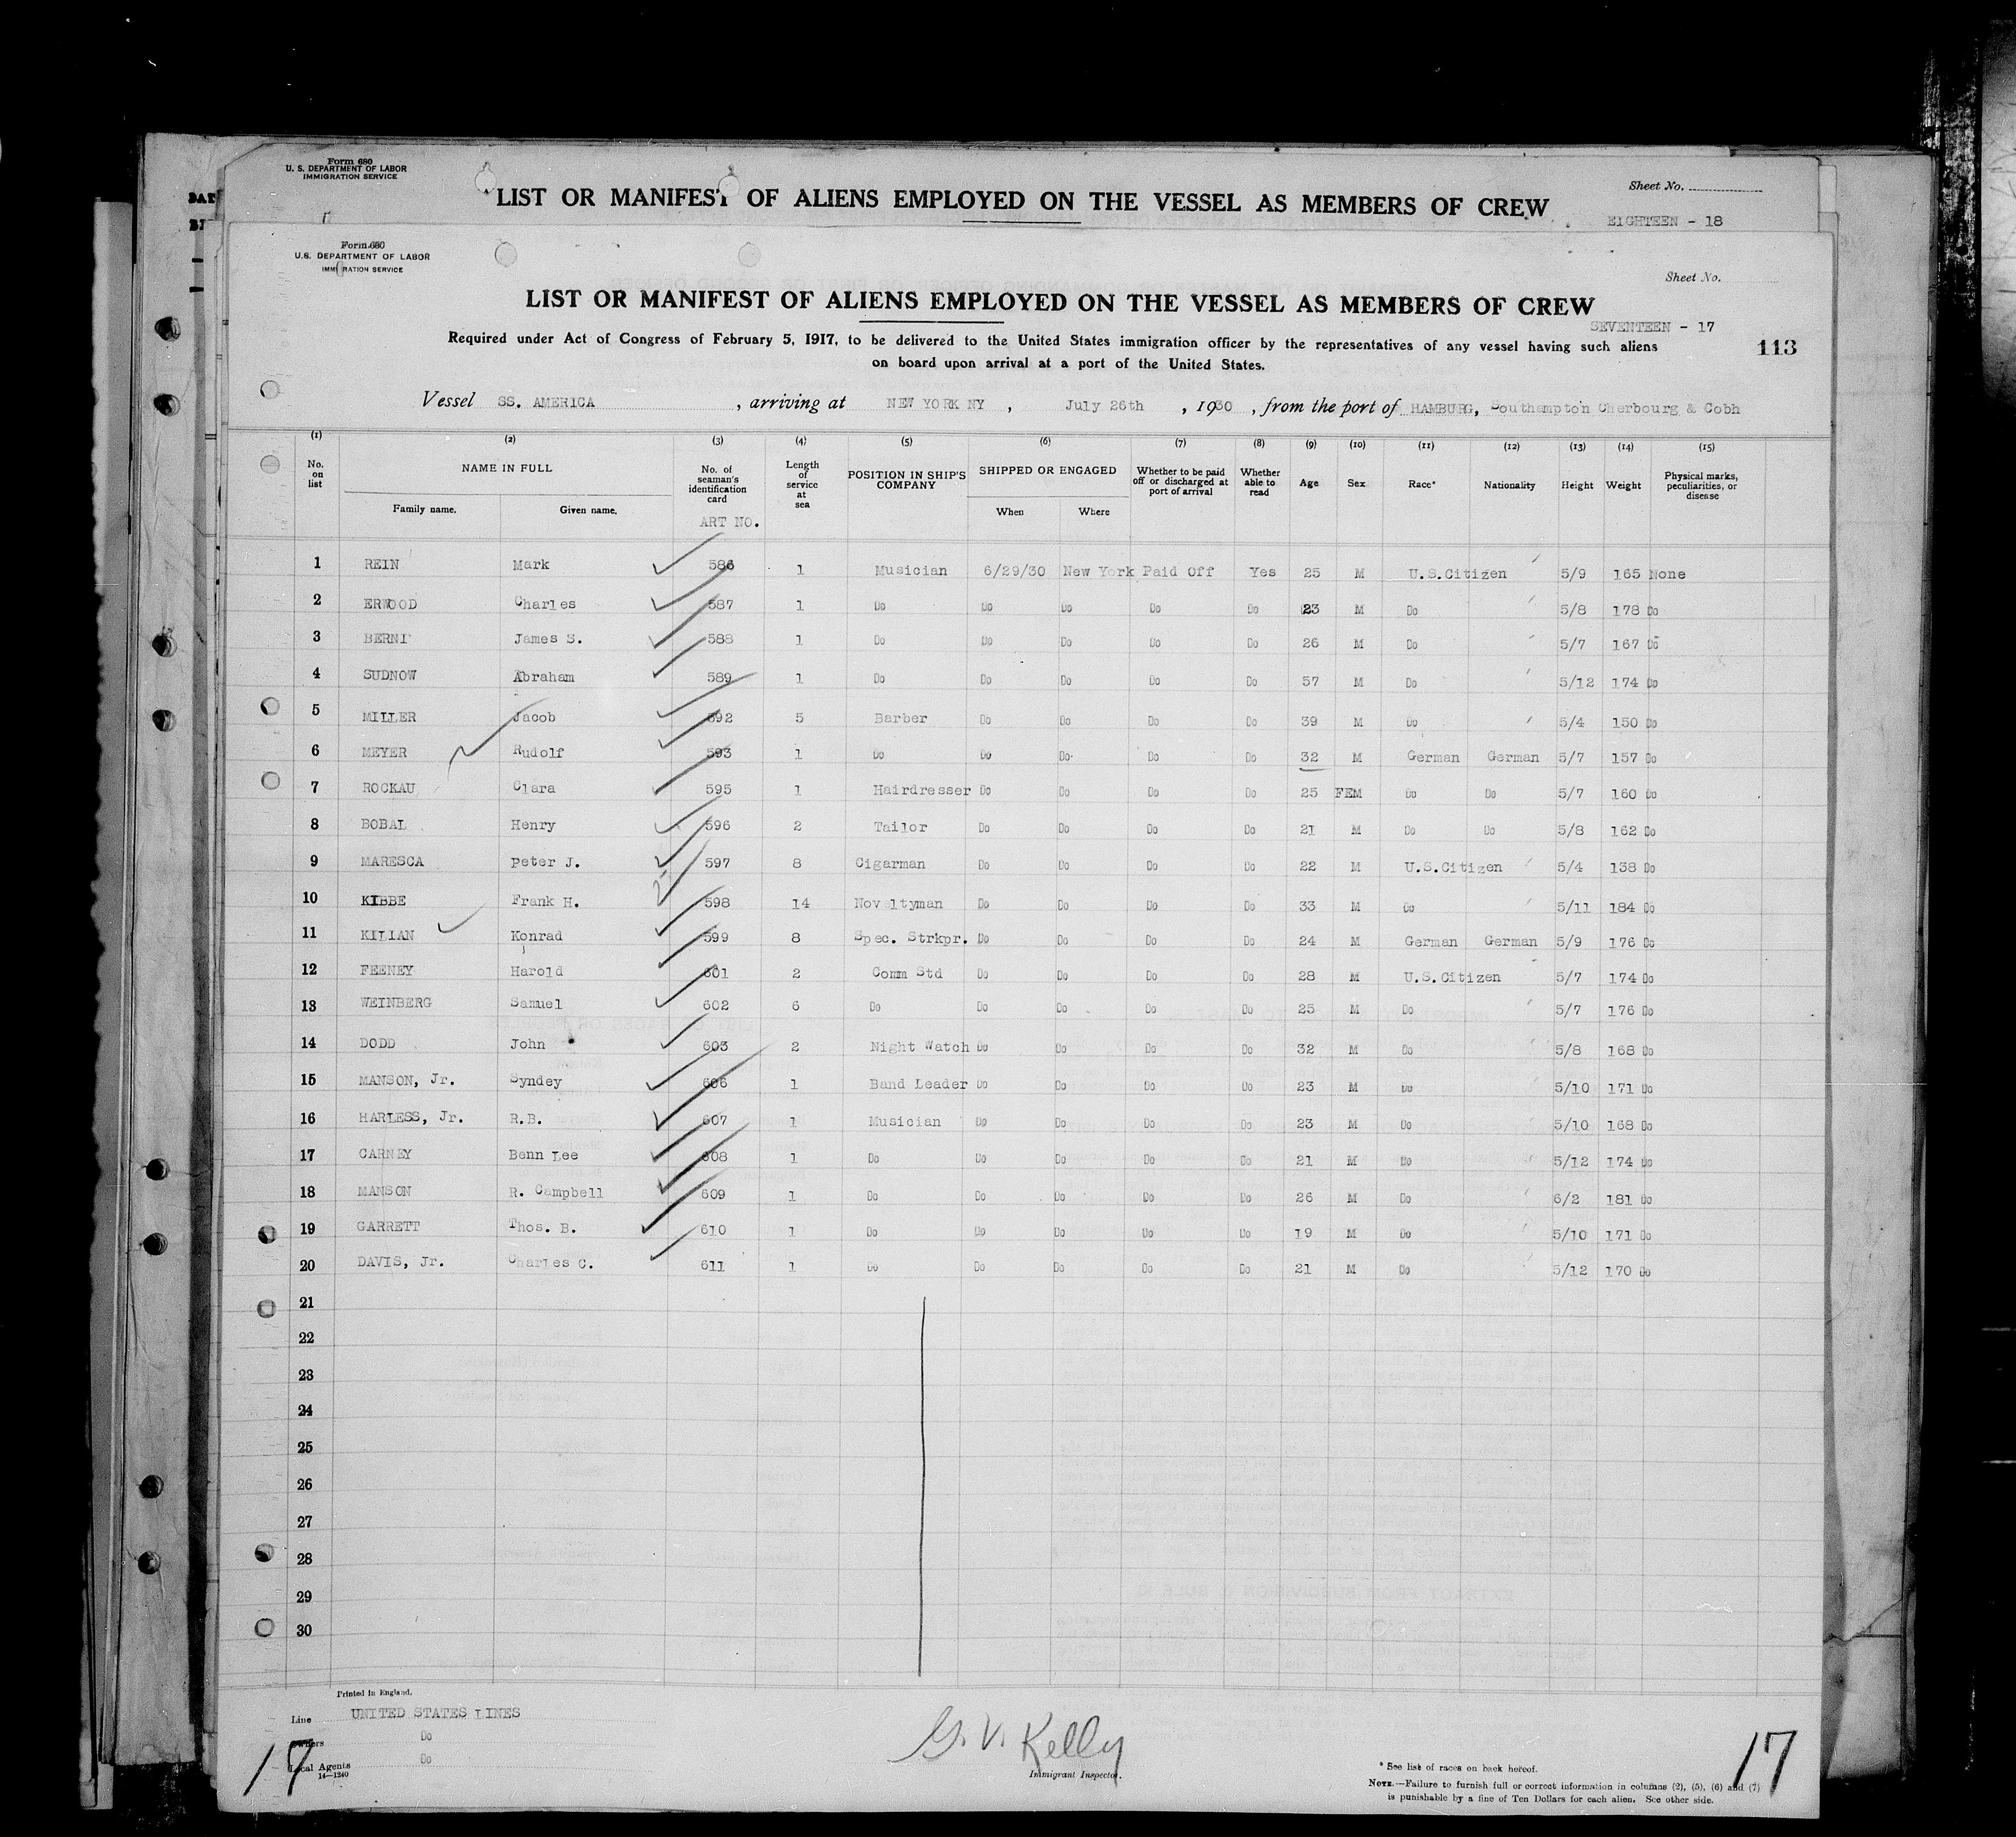 Form 680
U. S. DEPARTMENT OF LABOR
IMMIGRATION SERVICE
Sheet No.
LIST OR MANIFEST OF ALIENS EMPLOYED ON THE VESSEL AS MEMBERS OF CREW
EIGHTEEN - 18
Form 680
U.S. DEPARTMENT OF LABOR
IMMIGRATION SERVICE
Sheet No.
LIST OR MANIFEST OF ALIENS EMPLOYED ON THE VESSEL AS MEMBERS OF CREW
SEVENTEEN - 17
Required under Act of Congress of February 5, 1917, to be delivered to the United States immigration officer by the representatives of any vessel having such aliens
on board upon arrival at a port of the United States.
113
Vessel SS. AMERICA , arriving at NEW YORK NY , July 26th , 1930 , from the port of HAMBURG, Southampton Cherbourg & Cobh
(1) (2) (3) (4) (5) (6) (7) (8) (9) (10) (11) (12) (13) (14) (15)
No. on list NAME IN FULL No. of seaman's identification card Length of service at sea POSITION IN SHIP'S COMPANY SHIPPED OR ENGAGED Whether to be paid off or discharged at port of arrival Whether able to read Age Sex Race* Nationality Height Weight Physical marks, peculiarities, or disease
Family name. Given name. ART NO. When Where
1 REIN Mark 586 1 Musician 6/29/30 New York Paid Off Yes 25 M U.S.Citizen 5/9 165 None
2 ERWOOD Charles 587 1 Do Do Do Do Do 23 M Do 5/8 178 Do
3 BERNI James S. 588 1 Do Do Do Do Do 26 M Do 5/7 167 Do
4 SUDNOW Abraham 589 1 Do Do Do Do Do 57 M Do 5/12 174 Do
5 MILLER Jacob 592 5 Barber Do Do Do Do 39 M Do 5/4 150 Do
6 MEYER Rudolf 593 1 Do Do Do Do Do 32 M German German 5/7 157 Do
7 ROCKAU Clara 595 1 Hairdresser Do Do Do Do 25 FEM Do Do 5/7 160 Do
8 BOBAL Henry 596 2 Tailor Do Do Do Do 21 M Do Do 5/8 162 Do
9 MARESCA Peter J. 597 8 Cigarman Do Do Do Do 22 M U.S.Citizen 5/4 138 Do
10 KIBBE Frank H. 598 14 Noveltyman Do Do Do Do 33 M Do 5/11 184 Do
11 KILIAN Konrad 599 8 Spec. Strkpr. Do Do Do Do 24 M German German 5/9 176 Do
12 FEENEY Harold 601 2 Comm Std Do Do Do Do 28 M U.S.Citizen 5/7 174 Do
13 WEINBERG Samuel 602 6 Do Do Do Do Do 25 M Do 5/7 176 Do
14 DODD John 603 2 Night Watch Do Do Do Do 32 M Do 5/8 168 Do
15 MANSON, Jr. Syndey 606 1 Band Leader Do Do Do Do 23 M Do 5/10 171 Do
16 HARLESS, Jr. R.B. 607 1 Musician Do Do Do Do 23 M Do 5/10 168 Do
17 CARNEY Benn Lee 608 1 Do Do Do Do Do 21 M Do 5/12 174 Do
18 MANSON R. Campbell 609 1 Do Do Do Do Do 26 M Do 6/2 181 Do
19 GARRETT Thos. B. 610 1 Do Do Do Do Do 19 M Do 5/10 171 Do
20 DAVIS, Jr. Charles C. 611 1 Do Do Do Do Do 21 M Do 5/12 170 Do
21
22
23
24
25
26
27
28
29
30
Printed in England.
Line UNITED STATES LINES
Owners Do
Local Agents Do
14—1240
17
G. V. Kelly
Immigrant Inspector.
* See list of races on back hereof.
NOTE.—Failure to furnish full or correct information in columns (2), (5), (6) and (7)
is punishable by a fine of Ten Dollars for each alien. See other side.
17